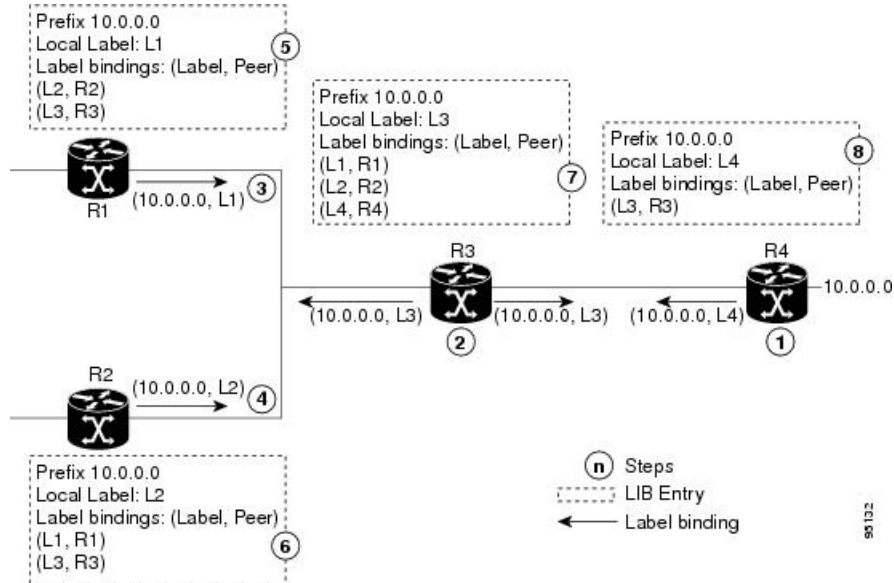 Prefix 10.0.0.0
Local Label: L1
Label bindings: (Label, Peer)
(L2, R2)
(L3, R3)
5
Prefix 10.0.0.0
Local Label: L3
Label bindings: (Label, Peer)
(L1, R1)
(L2, R2)
(L4, R4)
7
Prefix 10.0.0.0
Local Label: L4
Label bindings: (Label, Peer)
(L3, R3)
8
R1
(10.0.0.0, L1)
3
R3
(10.0.0.0, L3)
(10.0.0.0, L3)
2
R4
(10.0.0.0, L4)
1
10.0.0.0
R2
(10.0.0.0, L2)
4
Prefix 10.0.0.0
Local Label: L2
Label bindings: (Label, Peer)
(L1, R1)
(L3, R3)
6
n Steps
LIB Entry
Label binding
95132